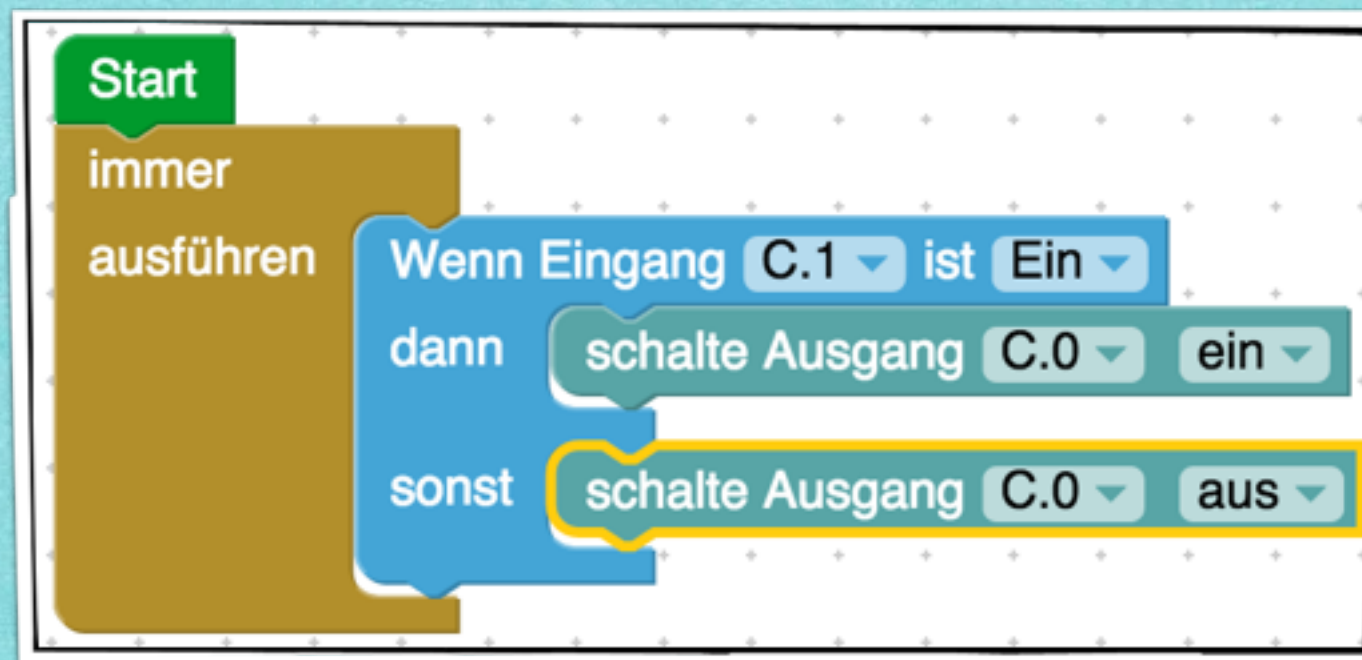 Start
immer
ausführen Wenn Eingang C.1 ist Ein
dann schalte Ausgang C.0 ein
sonst schalte Ausgang C.0 aus